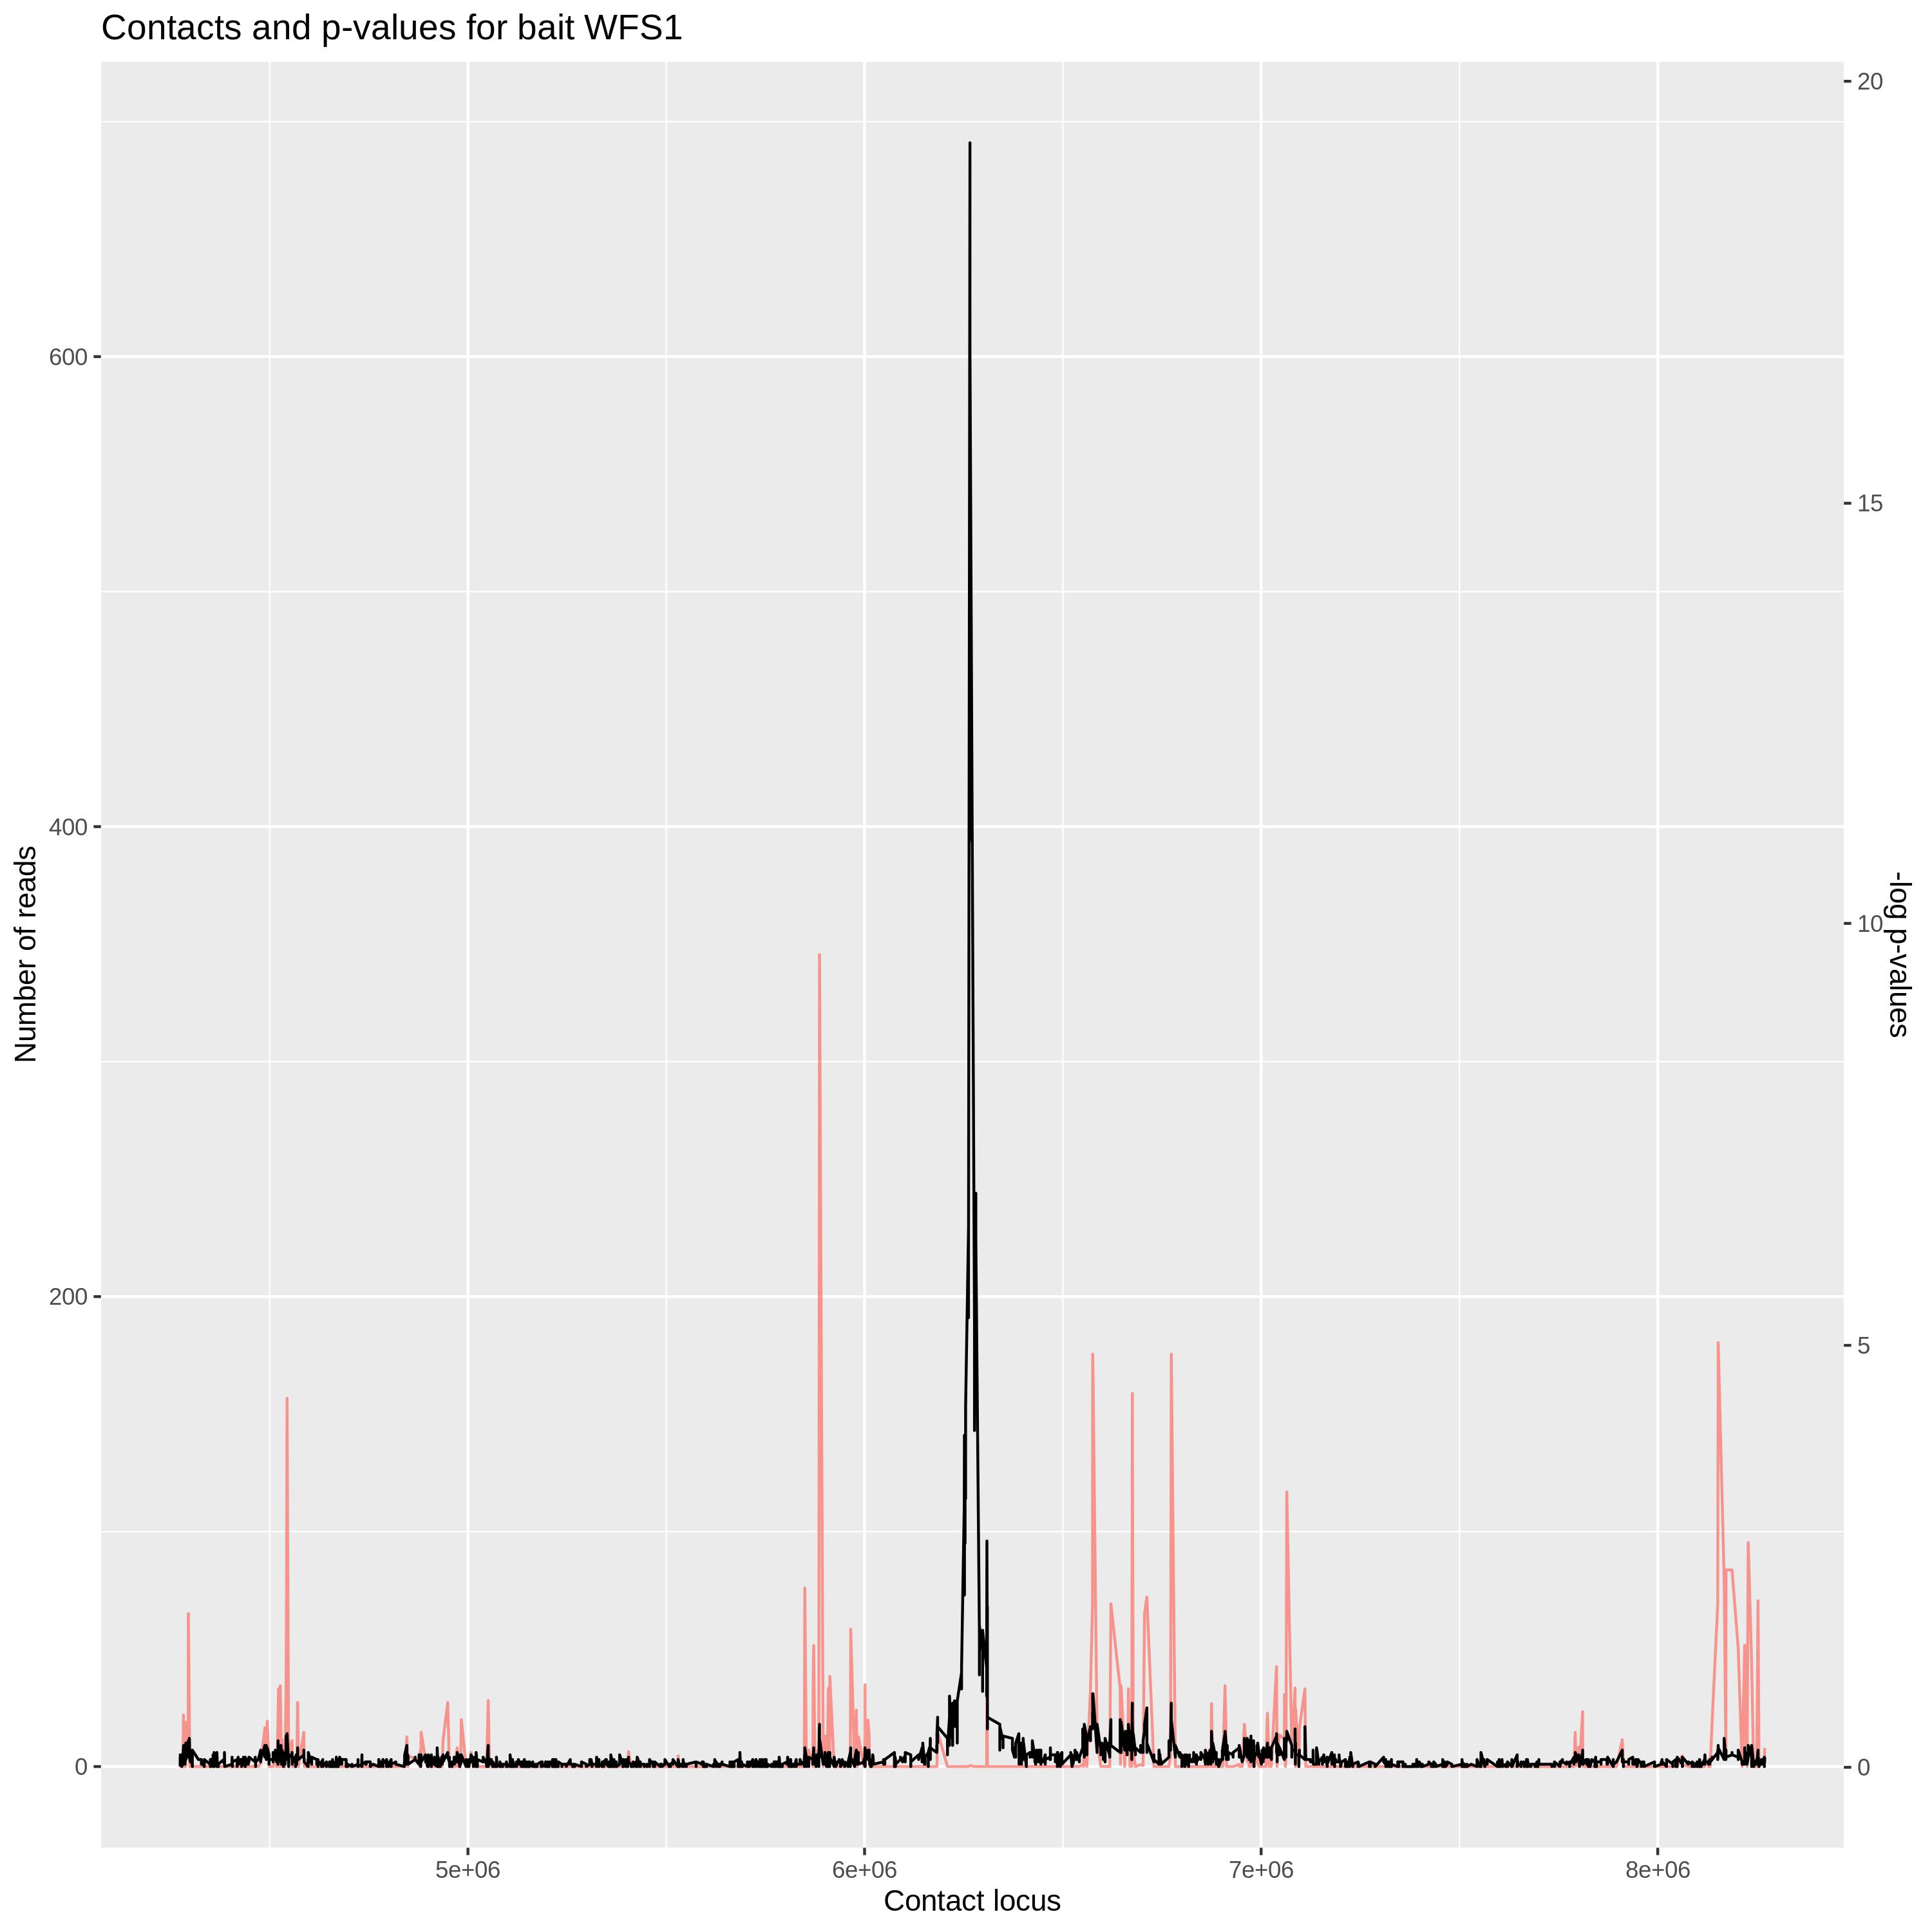 Contacts and p-values for bait WFS1
20
15
10
5
0
600
400
200
0
Number of reads
-log p-values
5e+06 6e+06 7e+06 8e+06
Contact locus